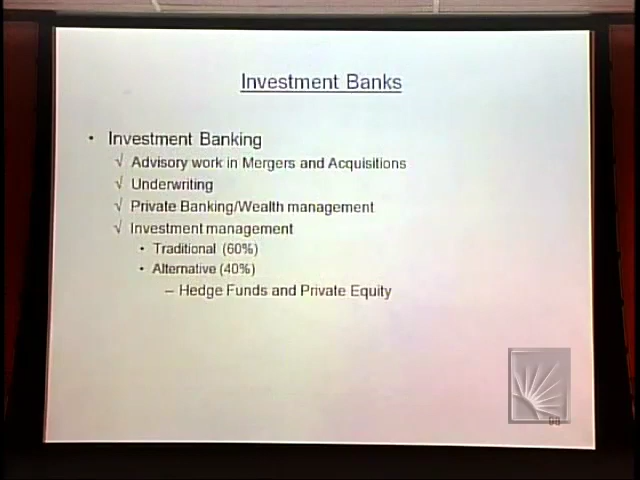 Investment Banks
• Investment Banking
√ Advisory work in Mergers and Acquisitions
√ Underwriting
√ Private Banking/Wealth management
√ Investment management
• Traditional (60%)
• Alternative (40%)
– Hedge Funds and Private Equity
98